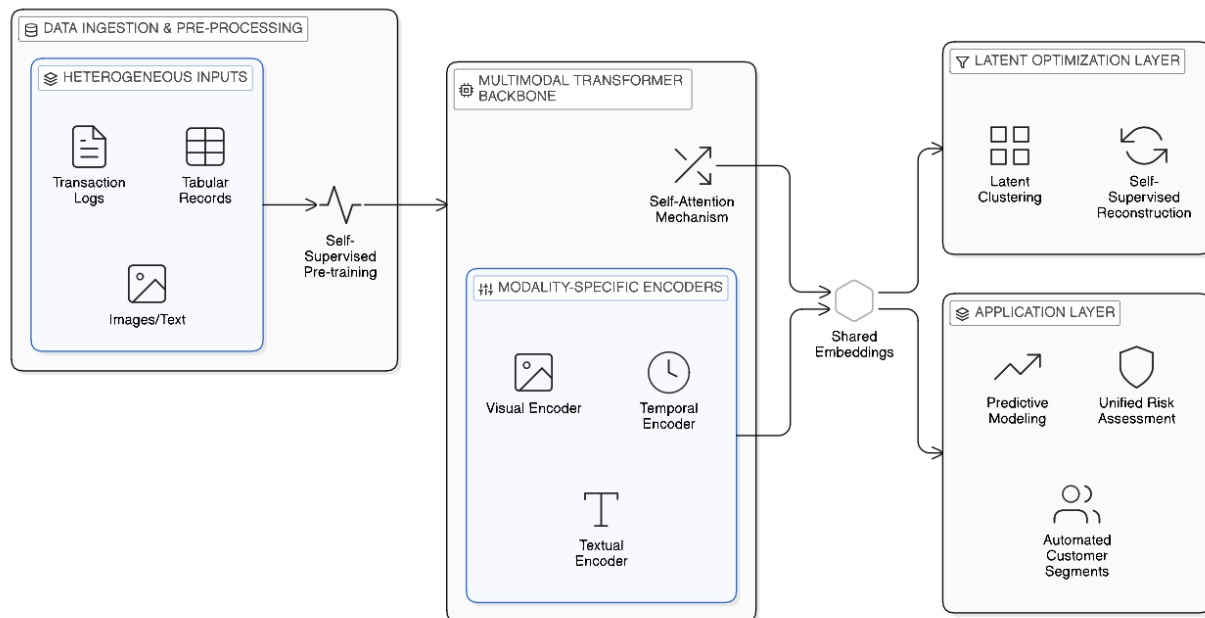 DATA INGESTION & PRE-PROCESSING
HETEROGENEOUS INPUTS
Transaction
Logs
Tabular
Records
Images/Text
Self-
Supervised
Pre-training
MULTIMODAL TRANSFORMER
BACKBONE
Self-Attention
Mechanism
MODALITY-SPECIFIC ENCODERS
Visual Encoder
Temporal
Encoder
Textual
Encoder
Shared
Embeddings
LATENT OPTIMIZATION LAYER
Latent
Clustering
Self-
Supervised
Reconstruction
APPLICATION LAYER
Predictive
Modeling
Unified Risk
Assessment
Automated
Customer
Segments